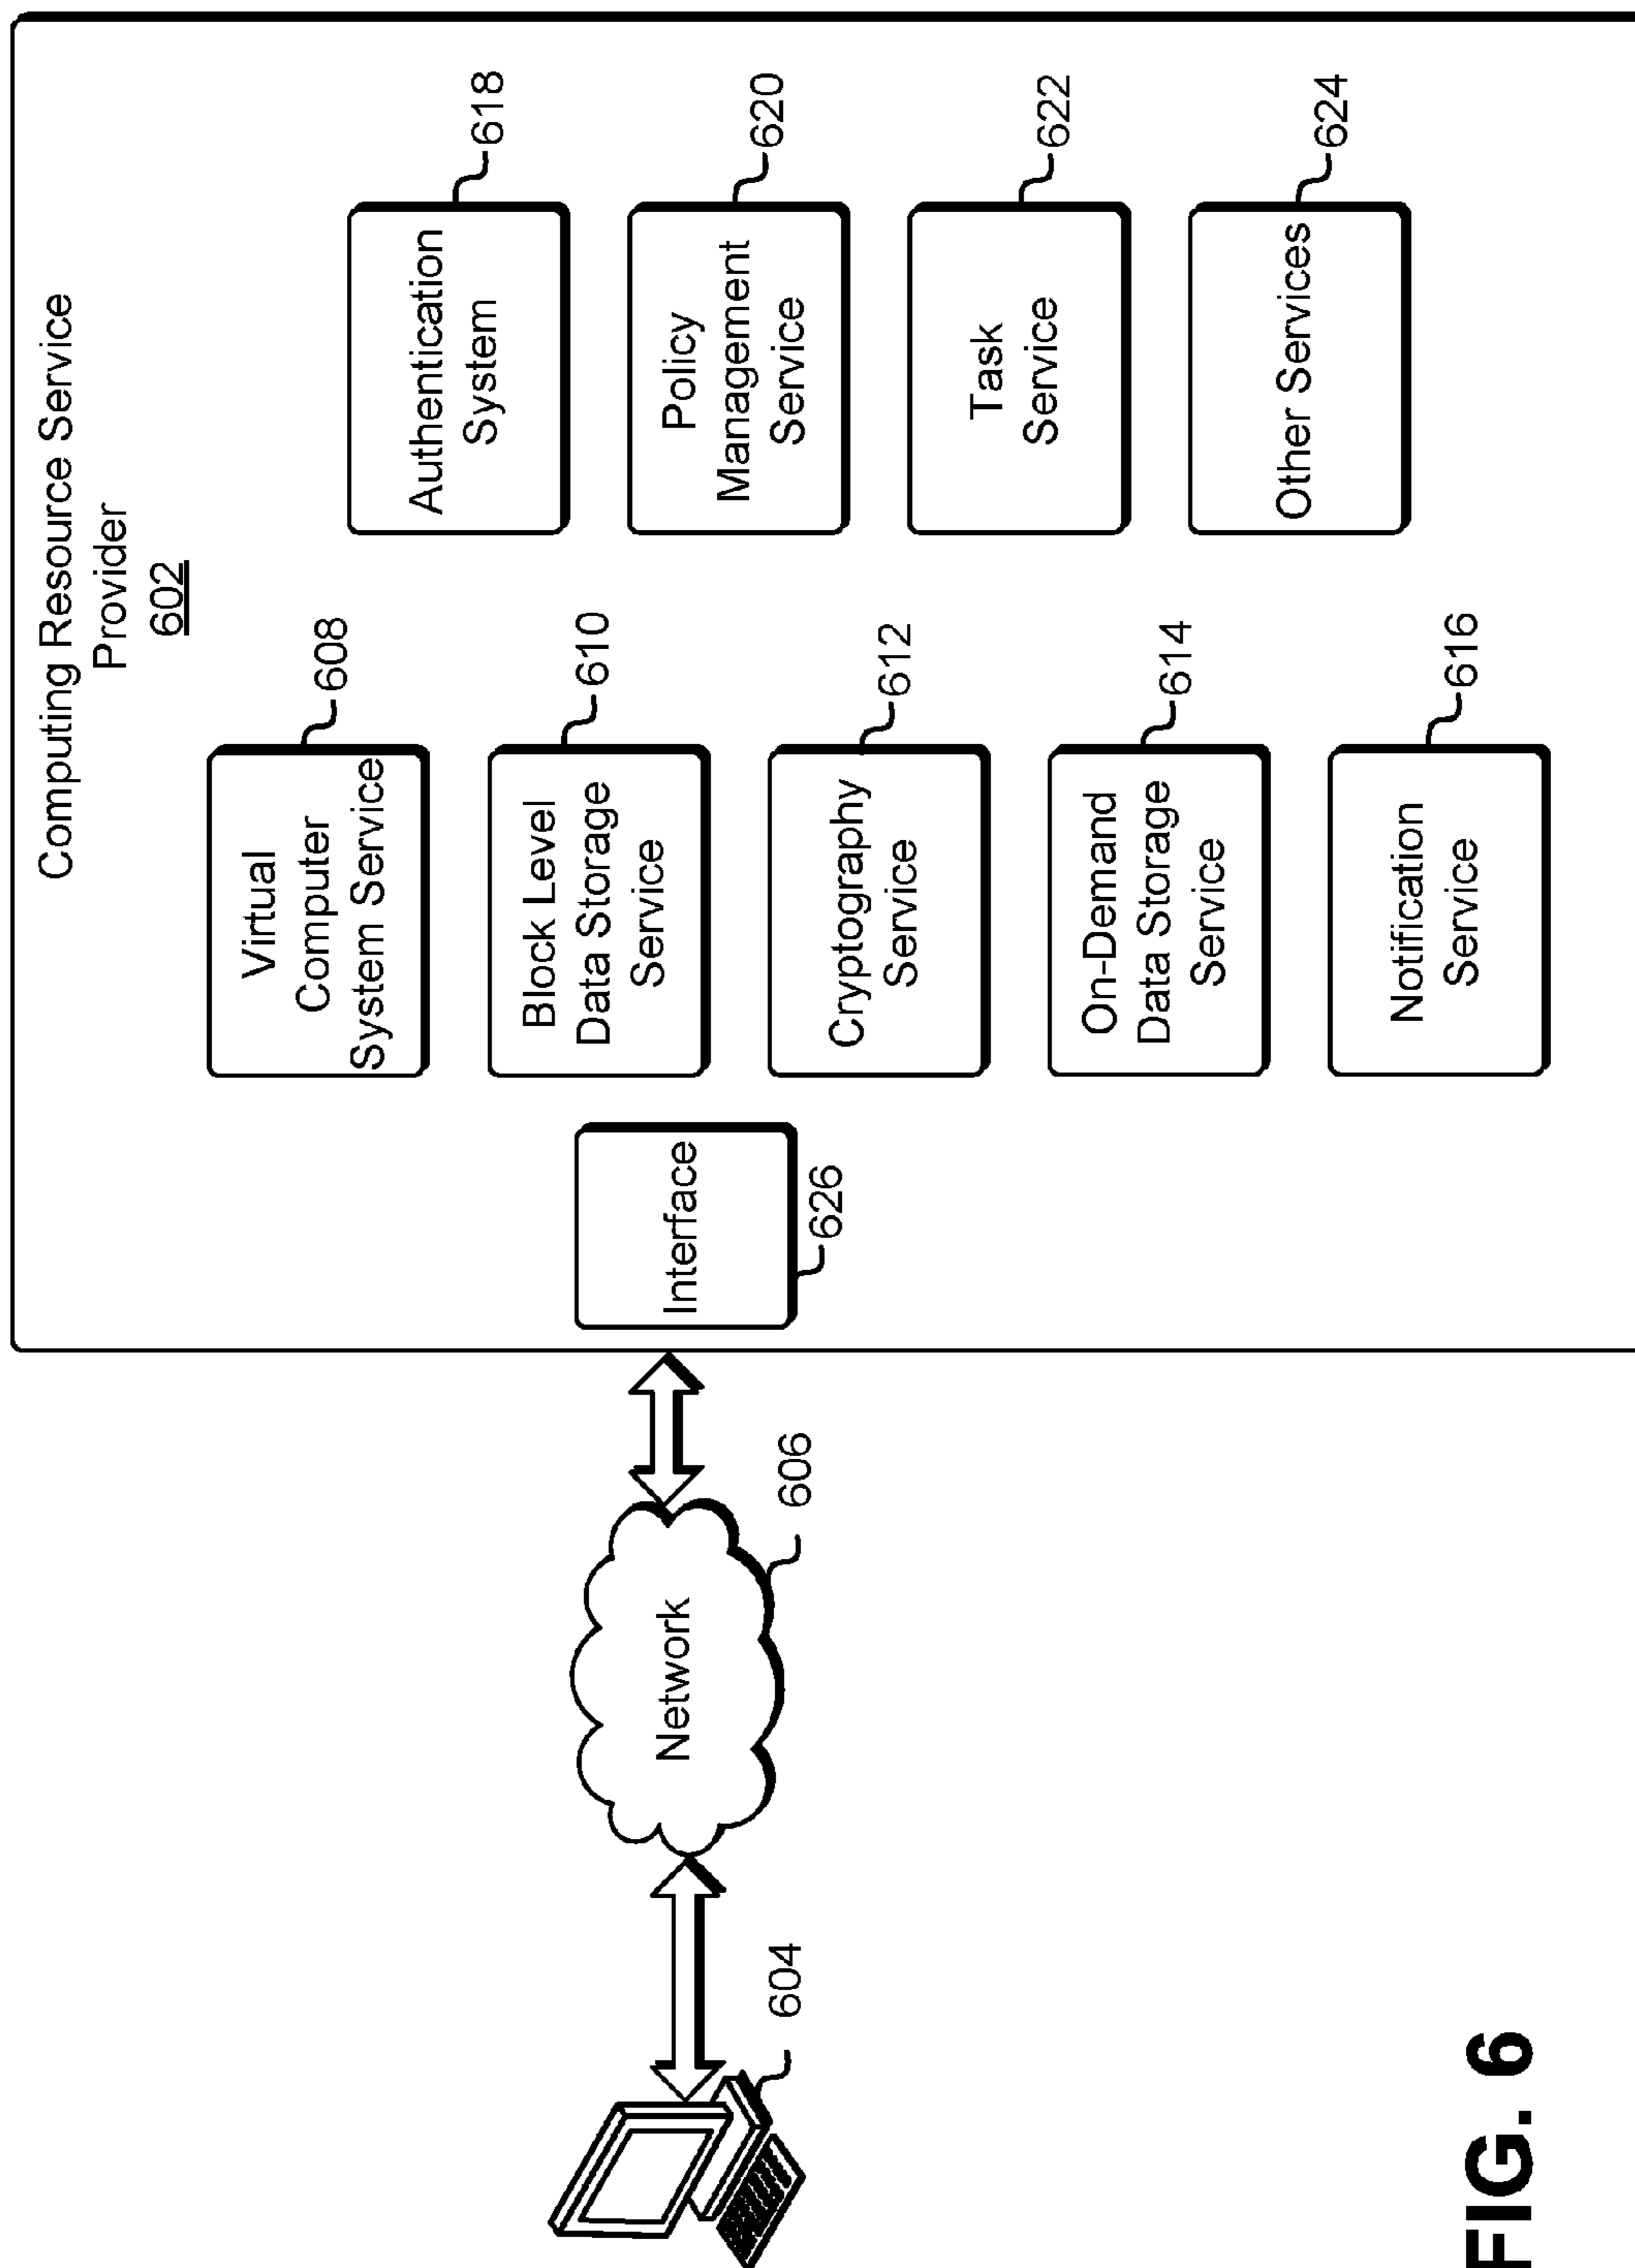 Computing Resource Service
Provider
602
Virtual
Computer
System Service
608
Block Level
Data Storage
Service
610
Cryptography
Service
612
On-Demand
Data Storage
Service
614
Notification
Service
616
Authentication
System
618
Policy
Management
Service
620
Task
Service
622
Other Services
624
Interface
626
Network
606
604
FIG. 6